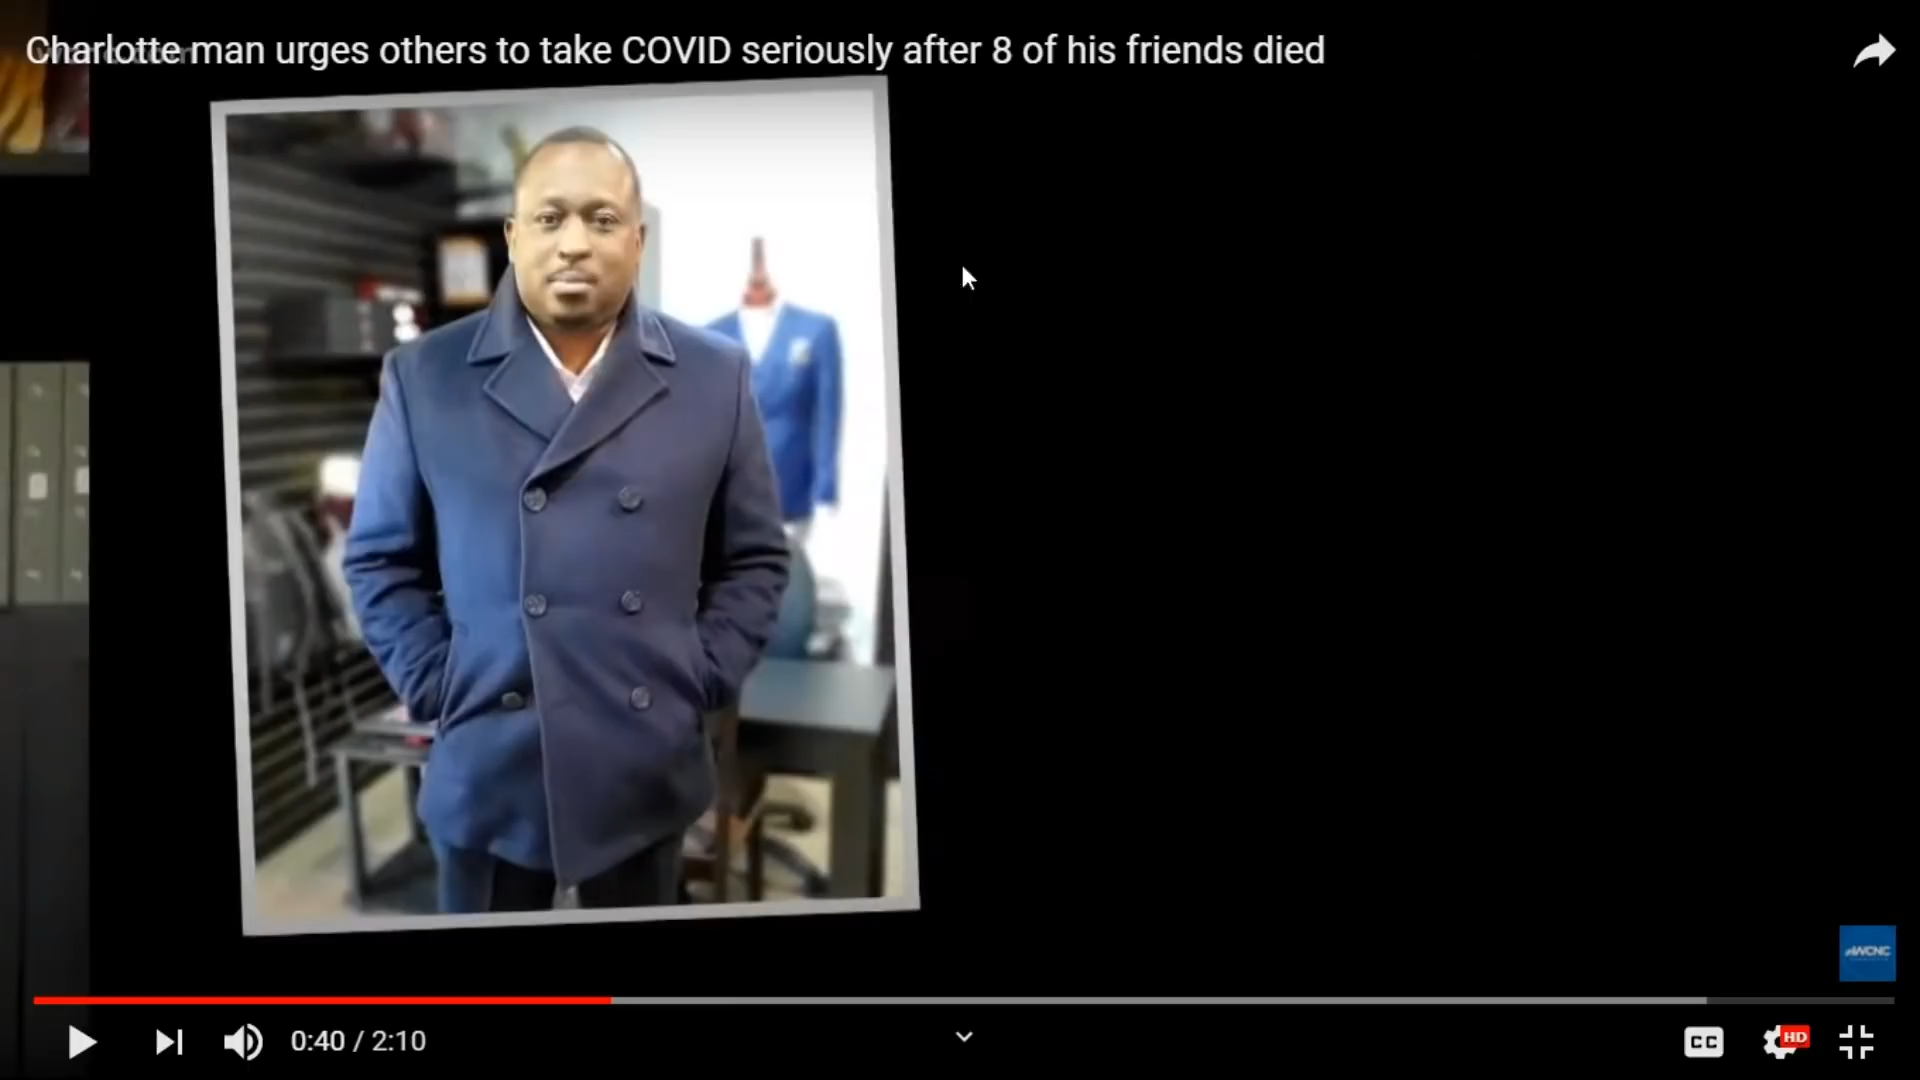 Charlotte man urges others to take COVID seriously after 8 of his friends died
WCNC
0:40 / 2:10
CC
HD